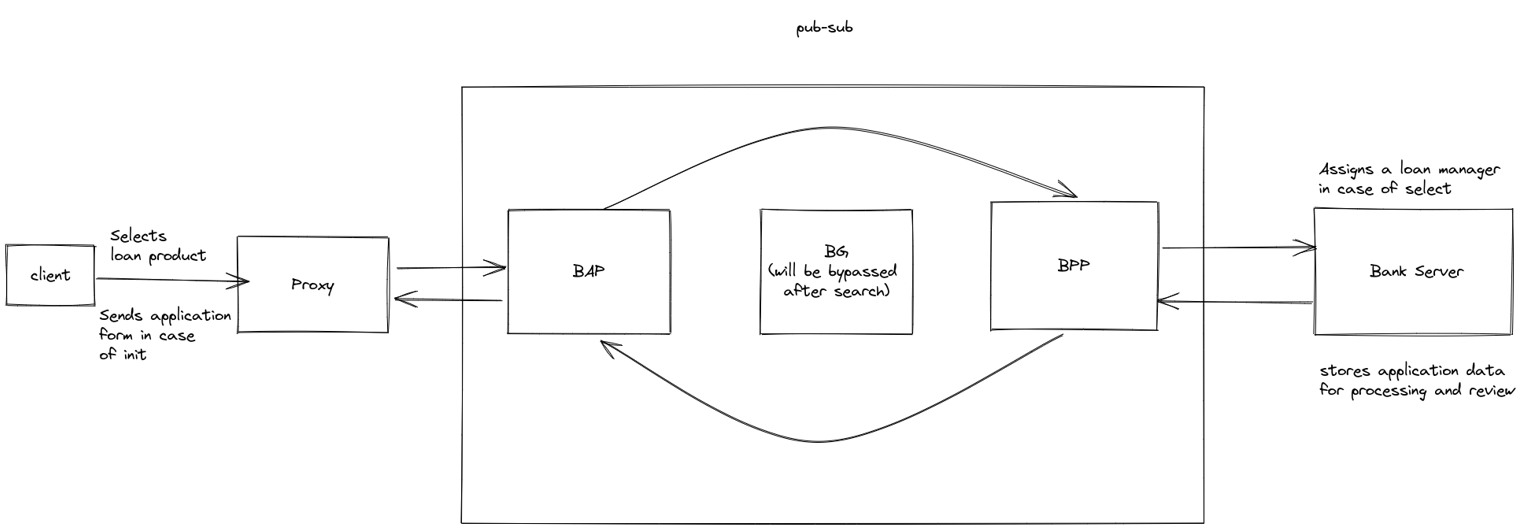 pub-sub
Selects
loan product
client
Sends application
form in case
of init
Proxy
BAP
BG
(will be bypassed
after search)
BPP
Assigns a loan manager
in case of select
Bank Server
stores application data
for processing and review